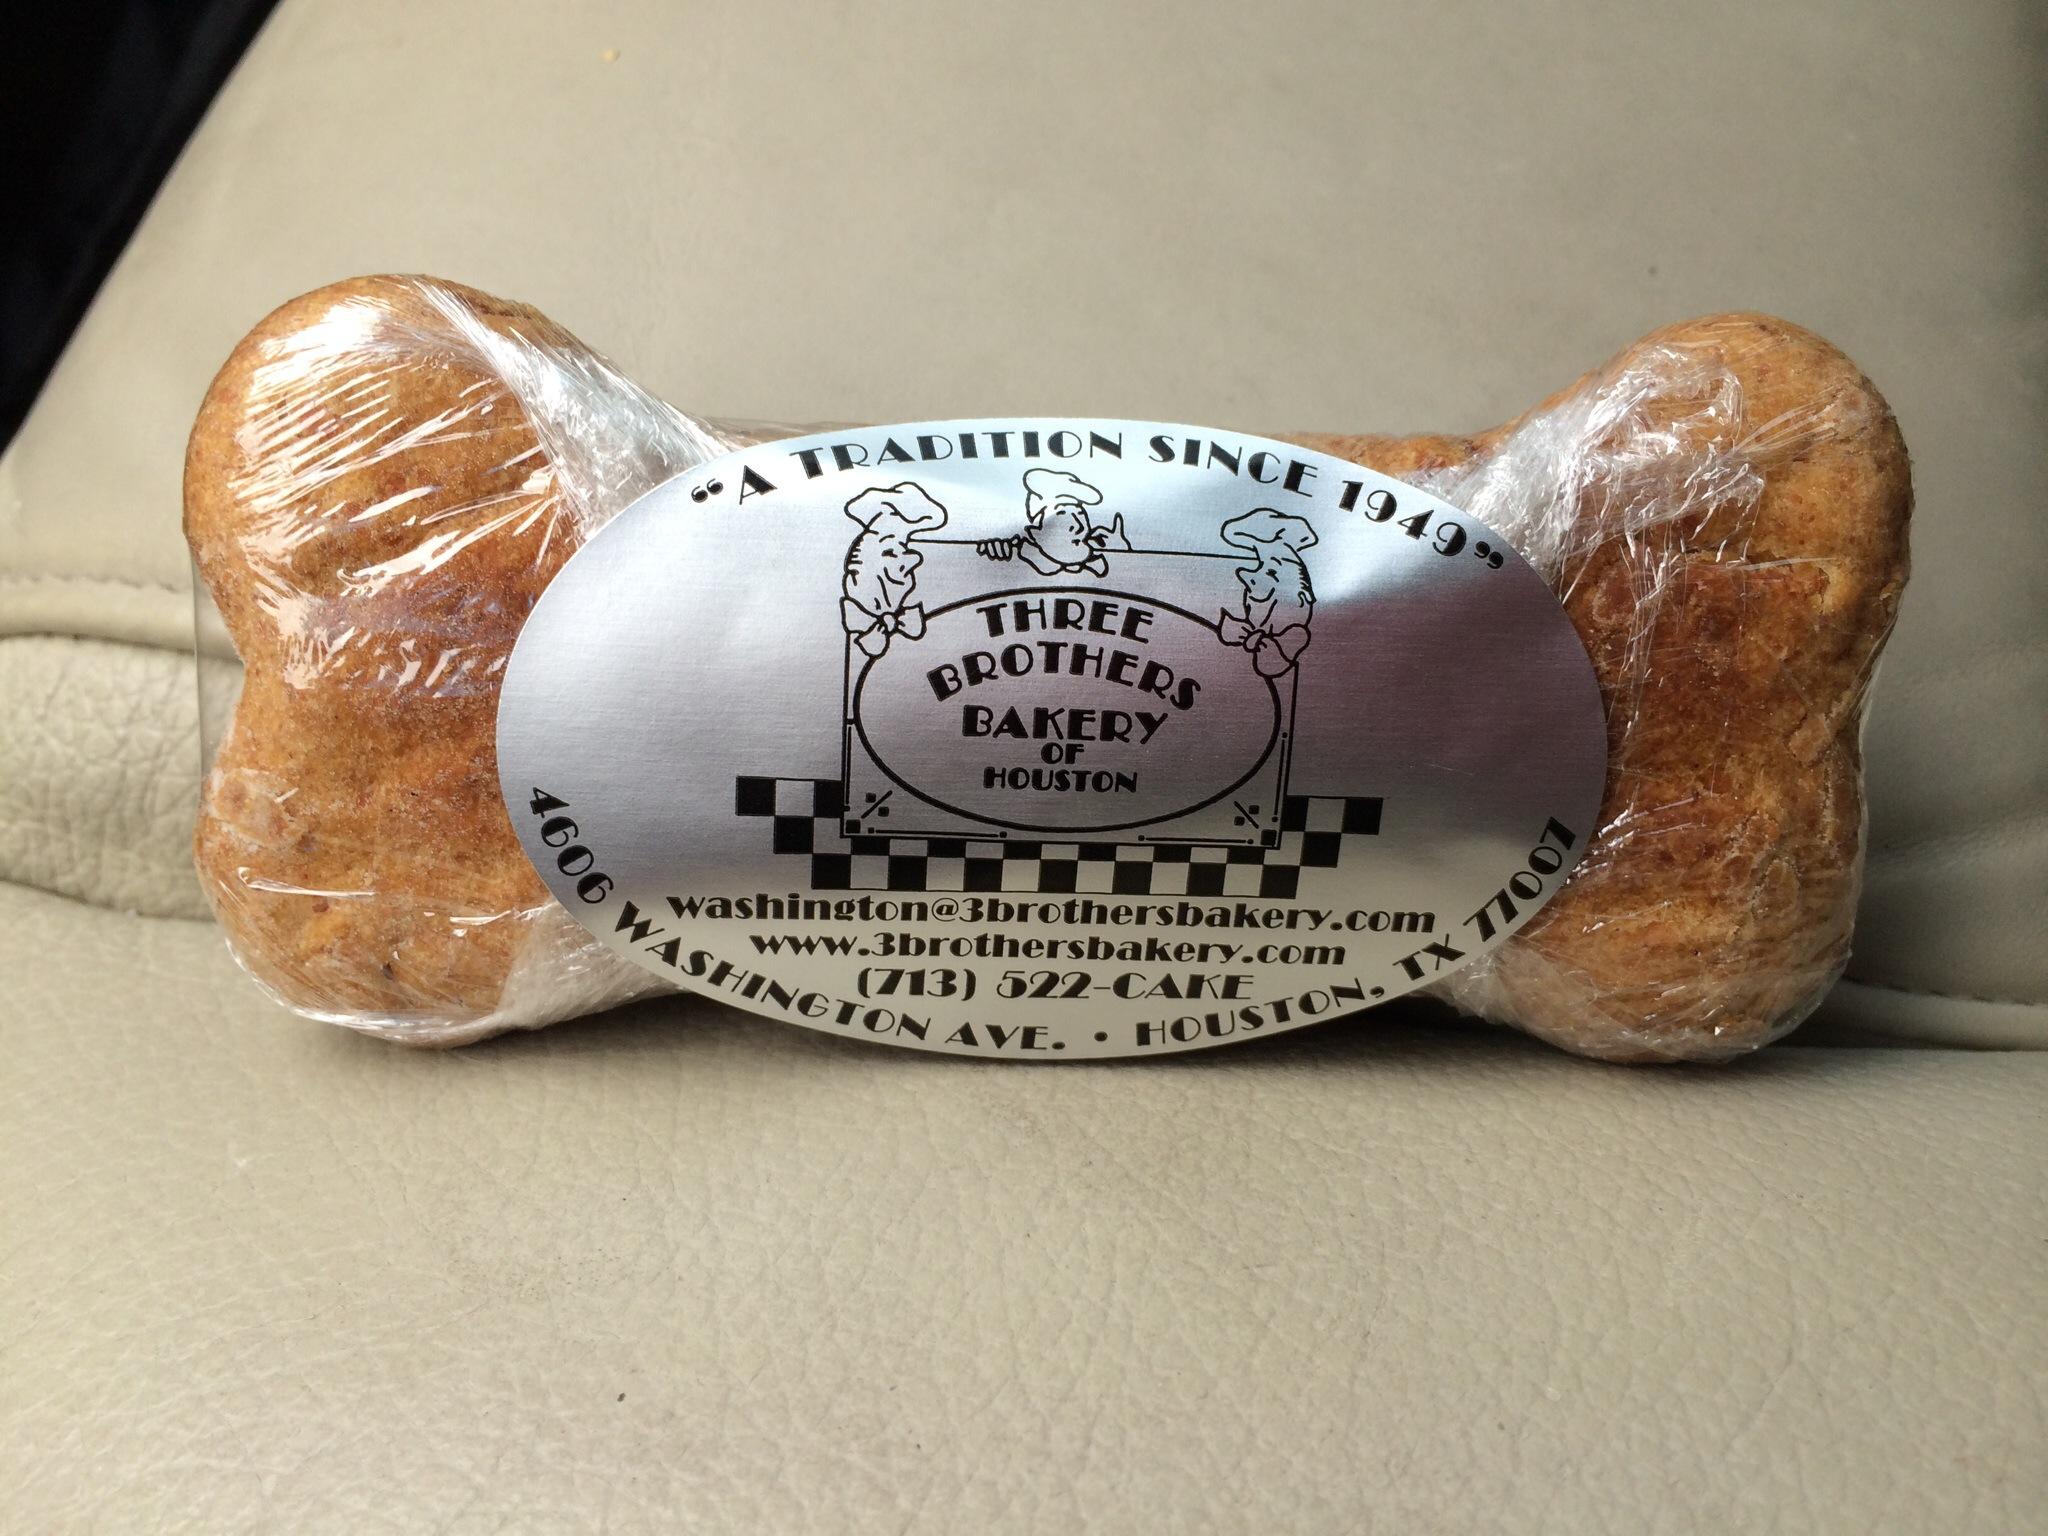 “A TRADITION SINCE 1949”
THREE
BROTHERS
BAKERY
OF
HOUSTON
washington@3brothersbakery.com
www.3brothersbakery.com
(713) 522-CAKE
4606 WASHINGTON AVE. • HOUSTON, TX 77007